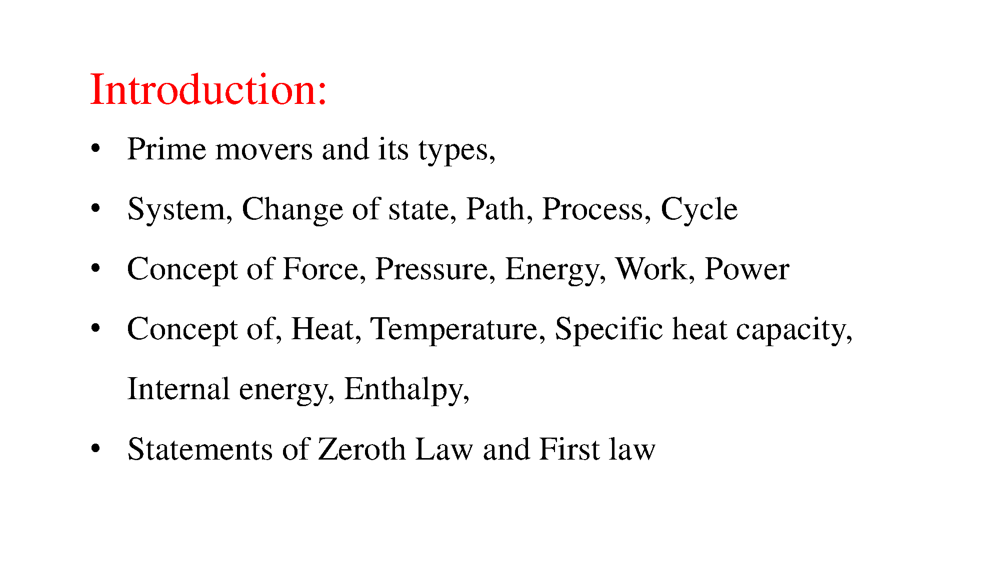 Introduction:
• Prime movers and its types,
• System, Change of state, Path, Process, Cycle
• Concept of Force, Pressure, Energy, Work, Power
• Concept of, Heat, Temperature, Specific heat capacity,
Internal energy, Enthalpy,
• Statements of Zeroth Law and First law